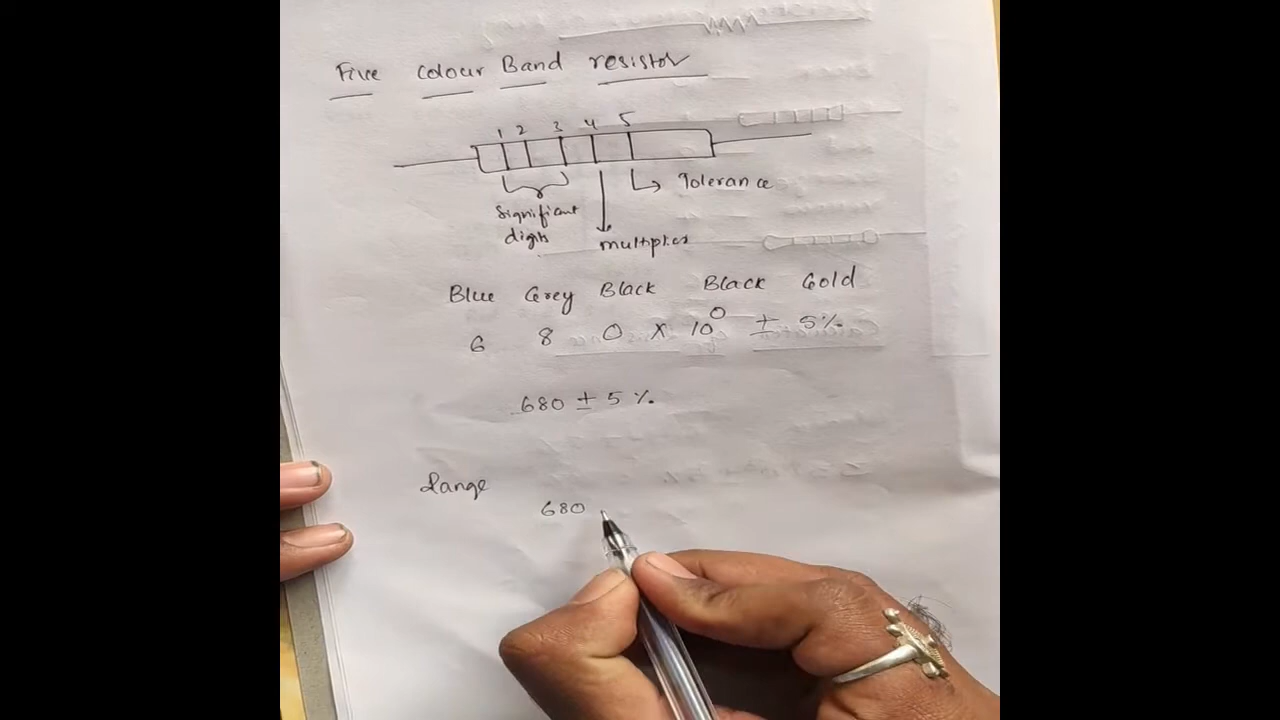 Five Colour Band resistor
1 2 3 4 5
Tolerance
Significant
digits
multiplier
Blue Grey Black Black Gold
6 8 0 x 10⁰ ± 5%
680 ± 5%
Range
680